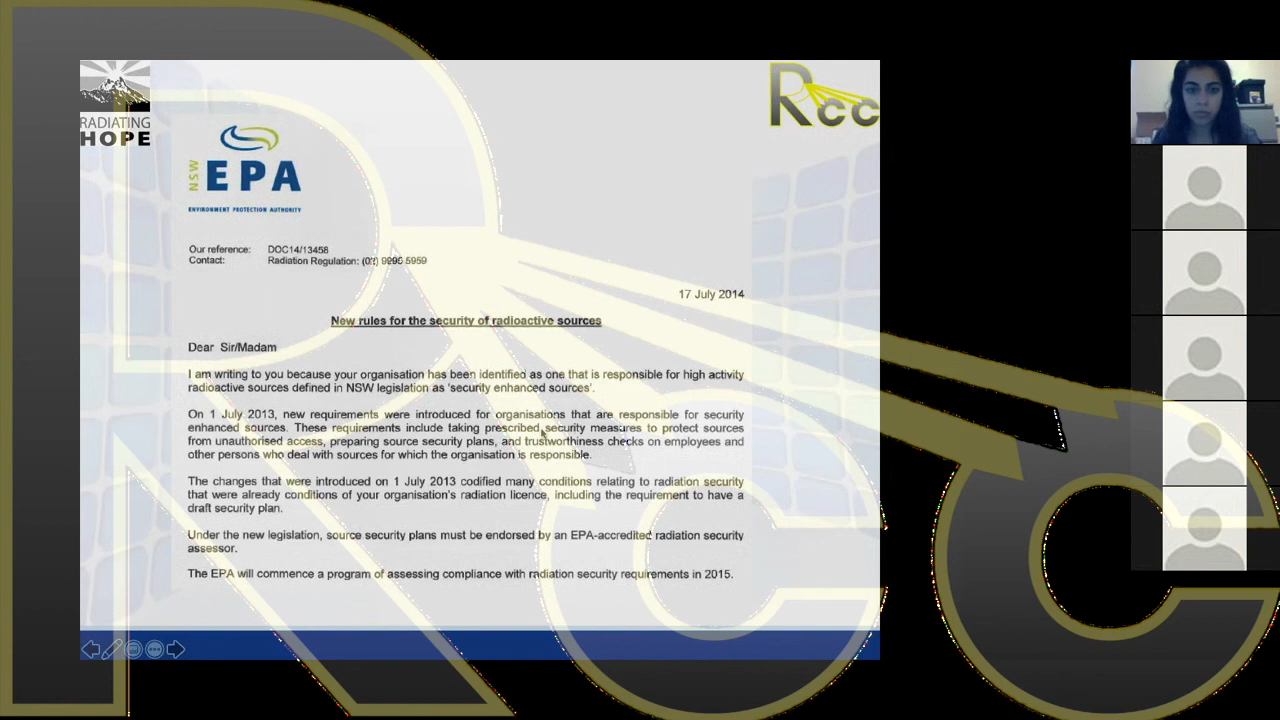 RADIATING
HOPE
Rcc
NSW
EPA
ENVIRONMENT PROTECTION AUTHORITY
Our reference: DOC14/13458
Contact: Radiation Regulation: (02) 9995 5959
17 July 2014
New rules for the security of radioactive sources
Dear Sir/Madam
I am writing to you because your organisation has been identified as one that is responsible for high activity
radioactive sources defined in NSW legislation as 'security enhanced sources'.
On 1 July 2013, new requirements were introduced for organisations that are responsible for security
enhanced sources. These requirements include taking prescribed security measures to protect sources
from unauthorised access, preparing source security plans, and trustworthiness checks on employees and
other persons who deal with sources for which the organisation is responsible.
The changes that were introduced on 1 July 2013 codified many conditions relating to radiation security
that were already conditions of your organisation's radiation licence, including the requirement to have a
draft security plan.
Under the new legislation, source security plans must be endorsed by an EPA-accredited radiation security
assessor.
The EPA will commence a program of assessing compliance with radiation security requirements in 2015.
Rcc